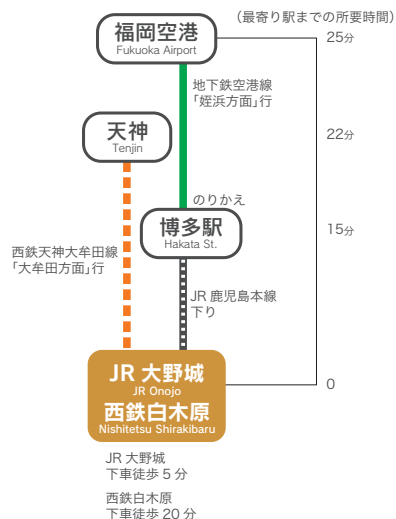 (最寄り駅までの所要時間)
福岡空港
Fukuoka Airport
25分
地下鉄空港線
「姪浜方面」行
天神
Tenjin
22分
のりかえ
博多駅
Hakata St.
15分
西鉄天神大牟田線
「大牟田方面」行
JR 鹿児島本線
下り
JR 大野城
JR Onojo
西鉄白木原
Nishitetsu Shirakibaru
0
JR 大野城
下車徒歩 5 分
西鉄白木原
下車徒歩 20 分